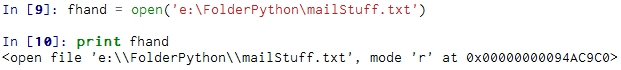 In [9]: fhand = open('e:\FolderPython\mailStuff.txt')
In [10]: print fhand
<open file 'e:\\FolderPython\\mailStuff.txt', mode 'r' at 0x00000000094AC9C0>